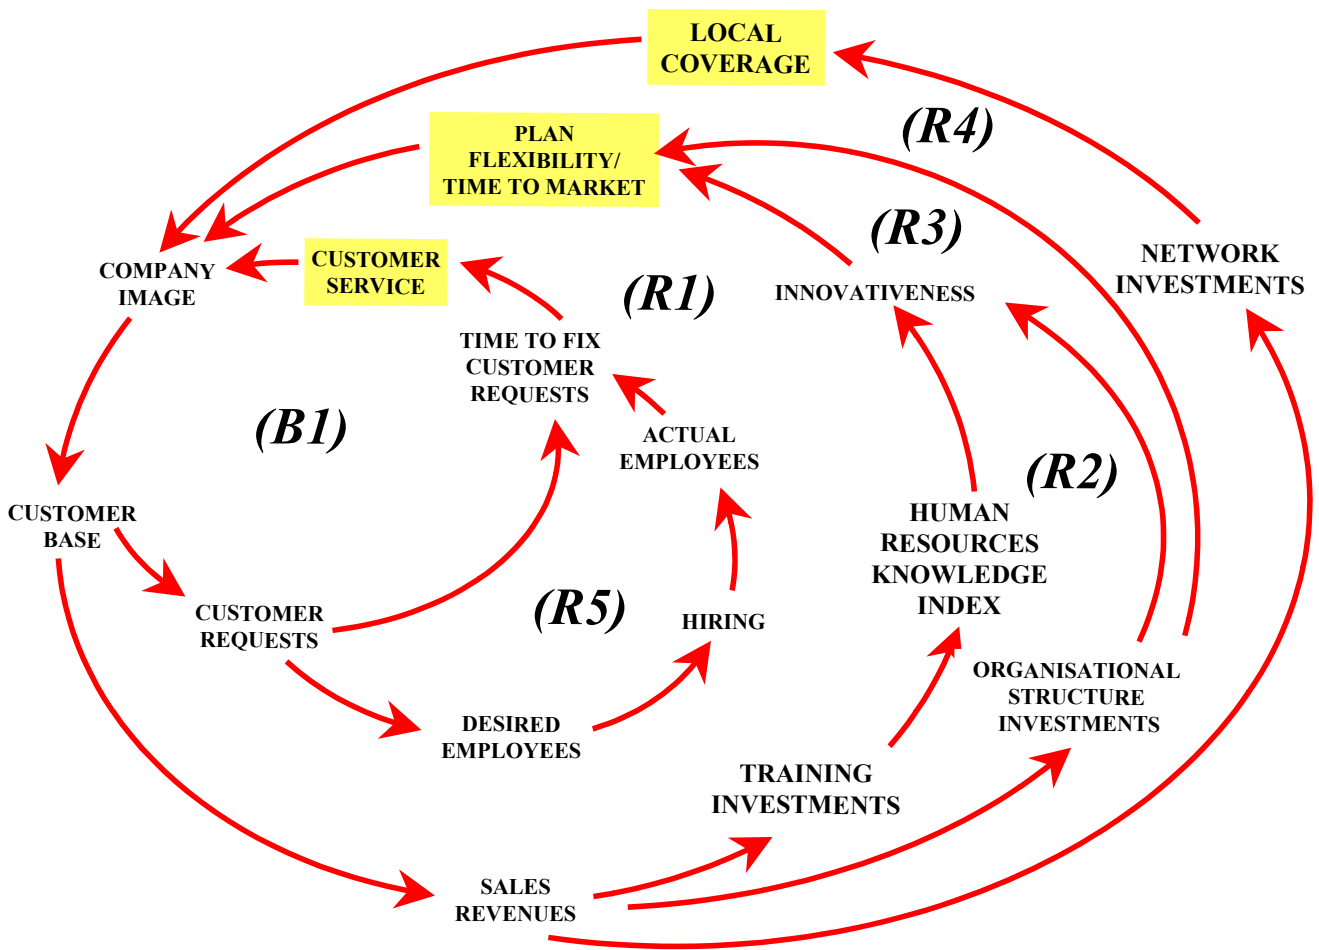 LOCAL
COVERAGE
(R4)
PLAN
FLEXIBILITY/
TIME TO MARKET
(R3)
NETWORK
INVESTMENTS
COMPANY
IMAGE
CUSTOMER
SERVICE
(R1)
INNOVATIVENESS
TIME TO FIX
CUSTOMER
REQUESTS
(B1)
ACTUAL
EMPLOYEES
(R2)
CUSTOMER
BASE
HUMAN
RESOURCES
KNOWLEDGE
INDEX
(R5)
CUSTOMER
REQUESTS
HIRING
ORGANISATIONAL
STRUCTURE
INVESTMENTS
DESIRED
EMPLOYEES
TRAINING
INVESTMENTS
SALES
REVENUES